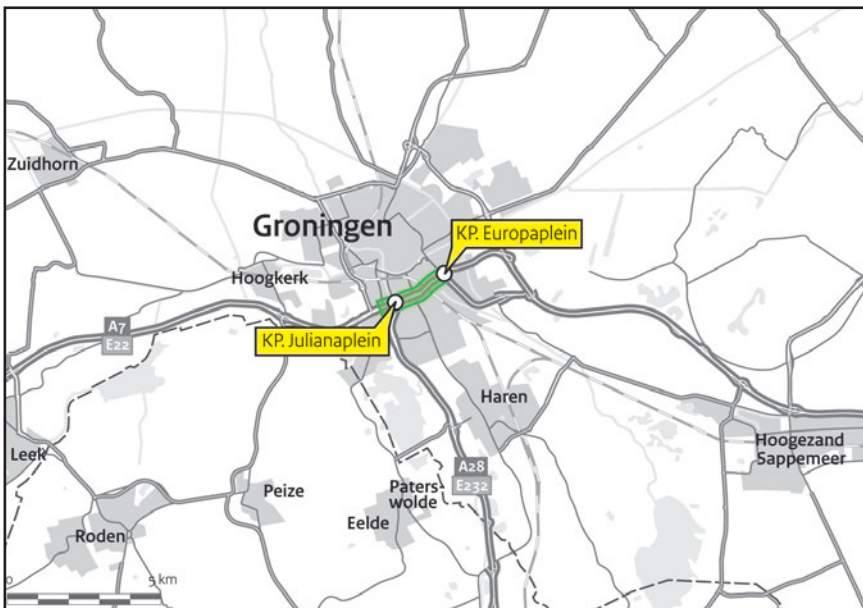 Zuidhorn
Groningen
KP. Europaplein
Hoogkerk
A7
E22
KP. Julianaplein
Haren
Leek
Hoogezand
Sappemeer
A28
E232
Peize
Paters-
wolde
Eelde
Roden
0
5 km